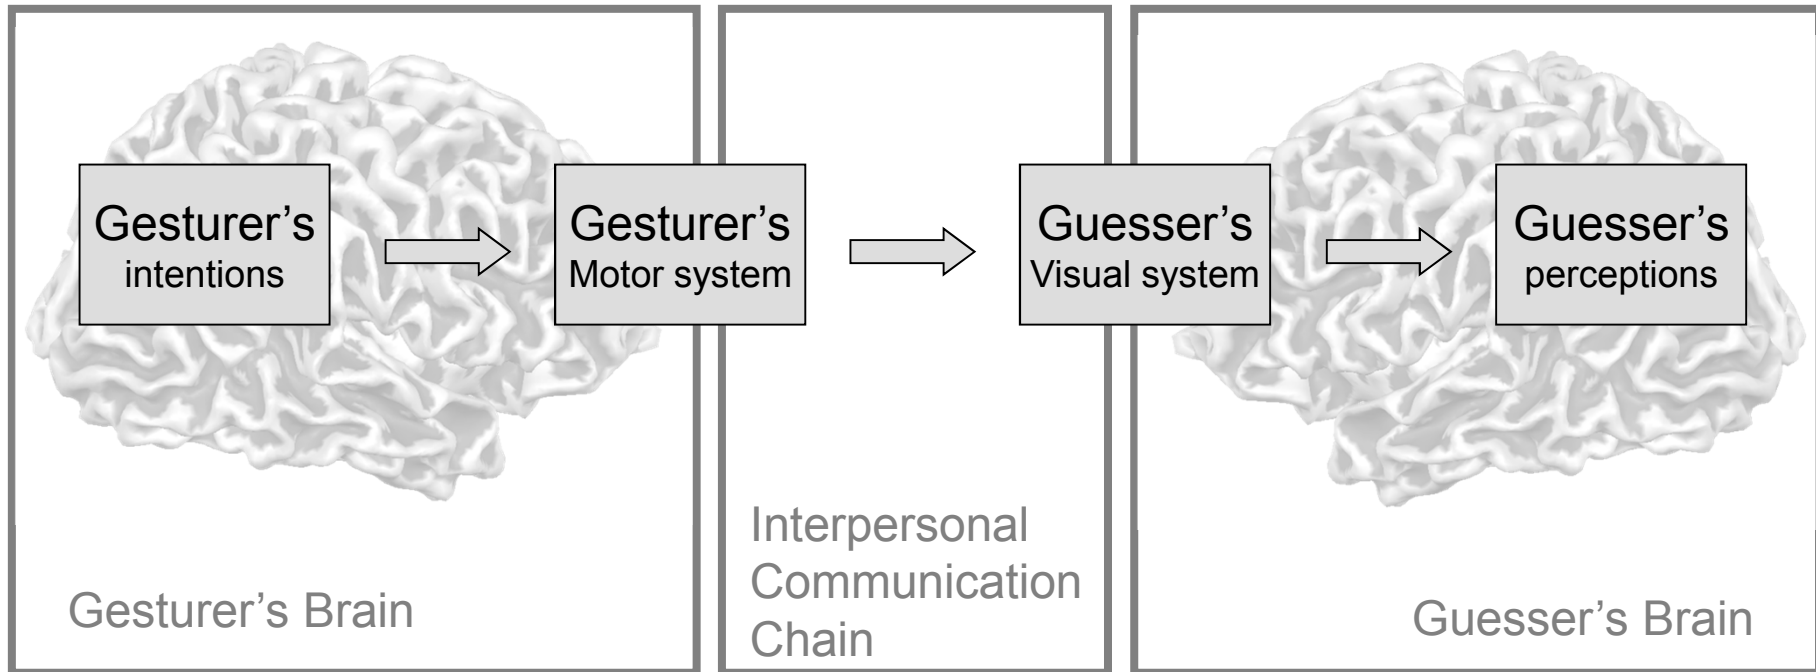 Gesturer’s
intentions
Gesturer’s
Motor system
Guesser’s
Visual system
Guesser’s
perceptions
Gesturer’s Brain
Interpersonal
Communication
Chain
Guesser’s Brain